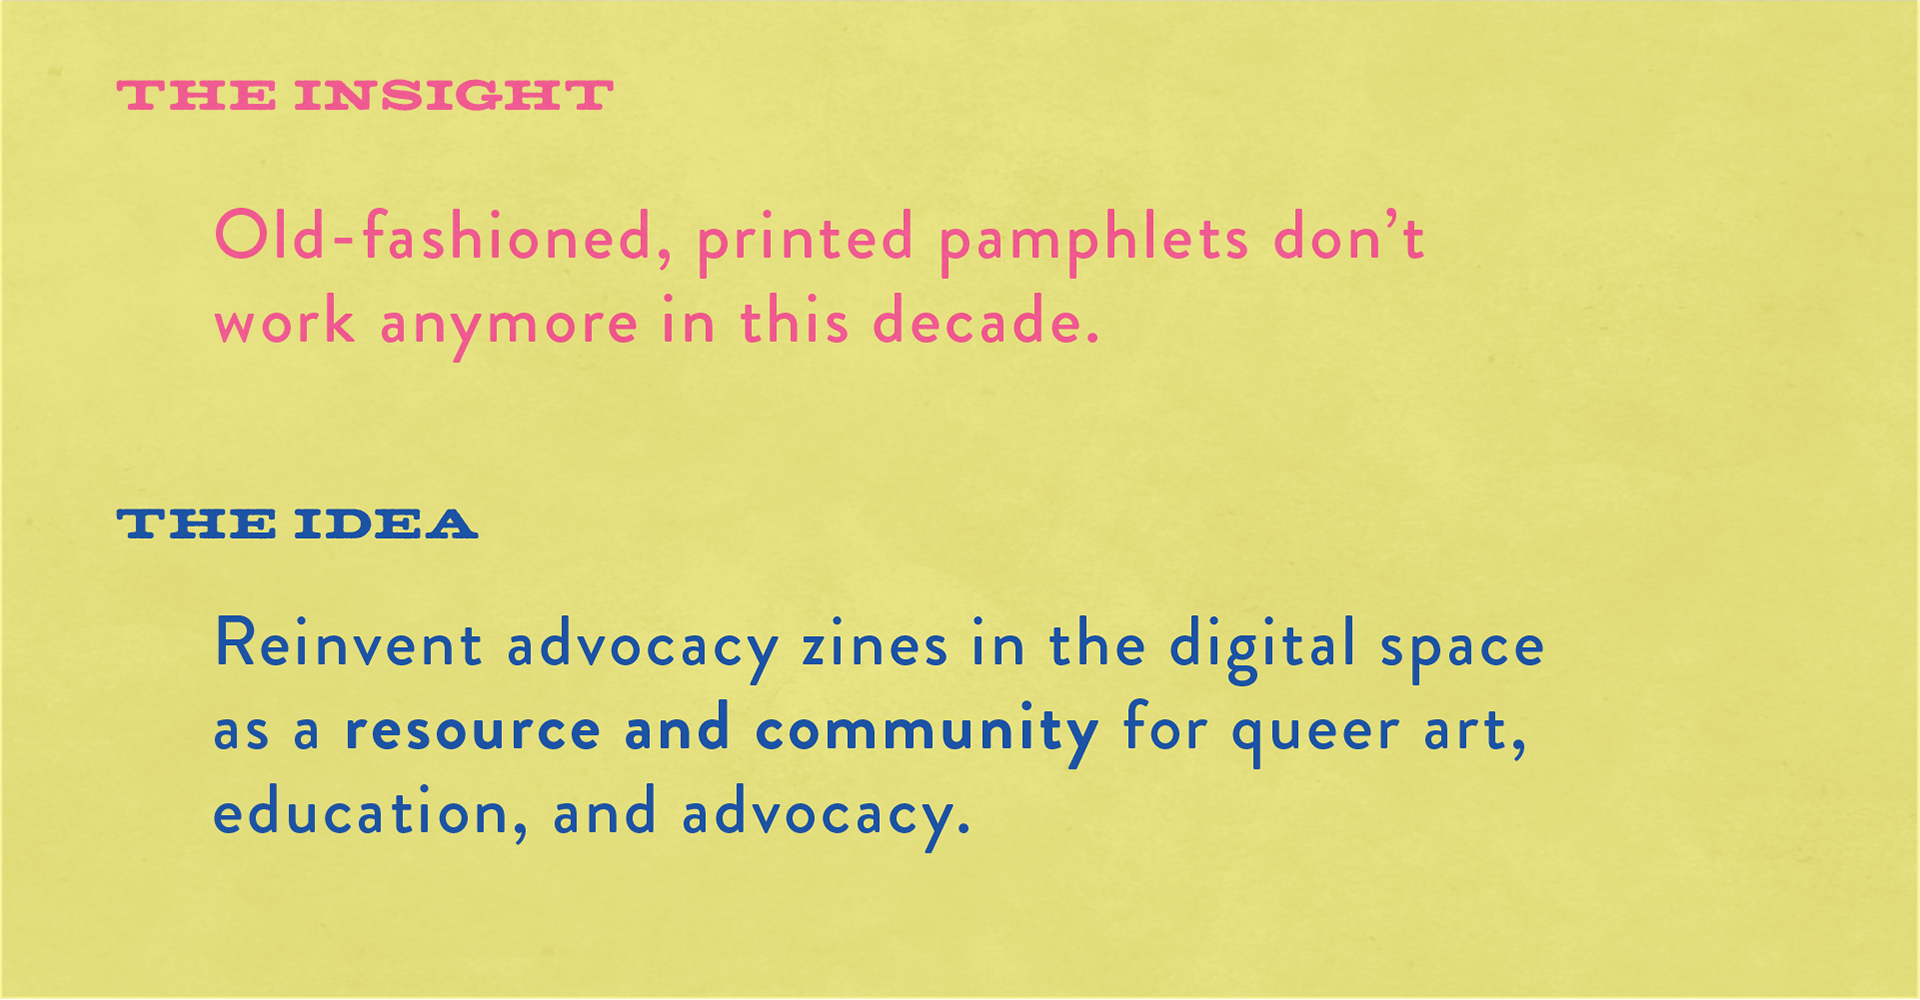 THE INSIGHT
Old-fashioned, printed pamphlets don’t
work anymore in this decade.
THE IDEA
Reinvent advocacy zines in the digital space
as a resource and community for queer art,
education, and advocacy.